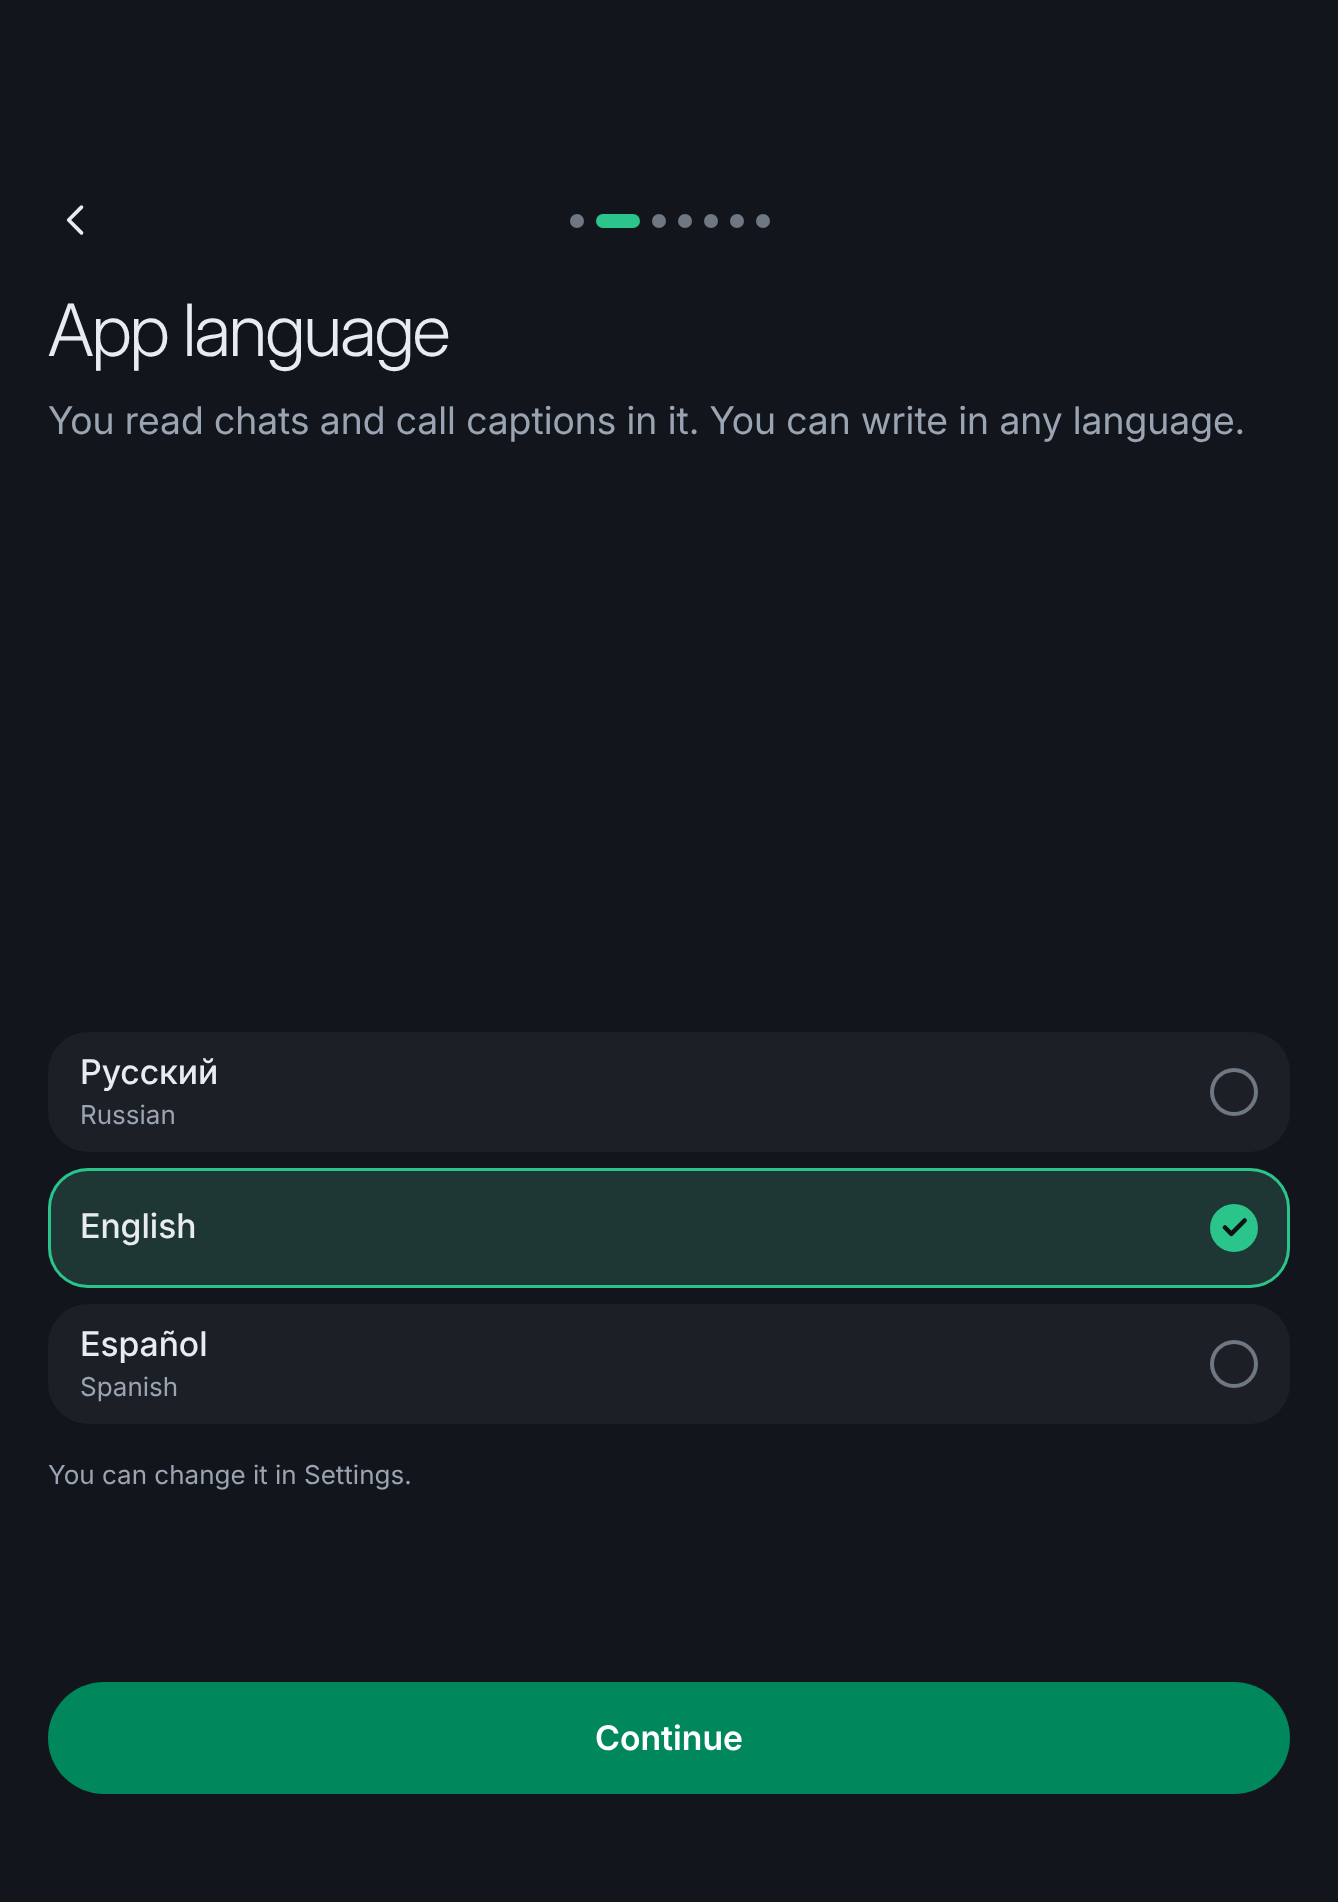 App language
You read chats and call captions in it. You can write in any language.
Русский
Russian
English
Español
Spanish
You can change it in Settings.
Continue